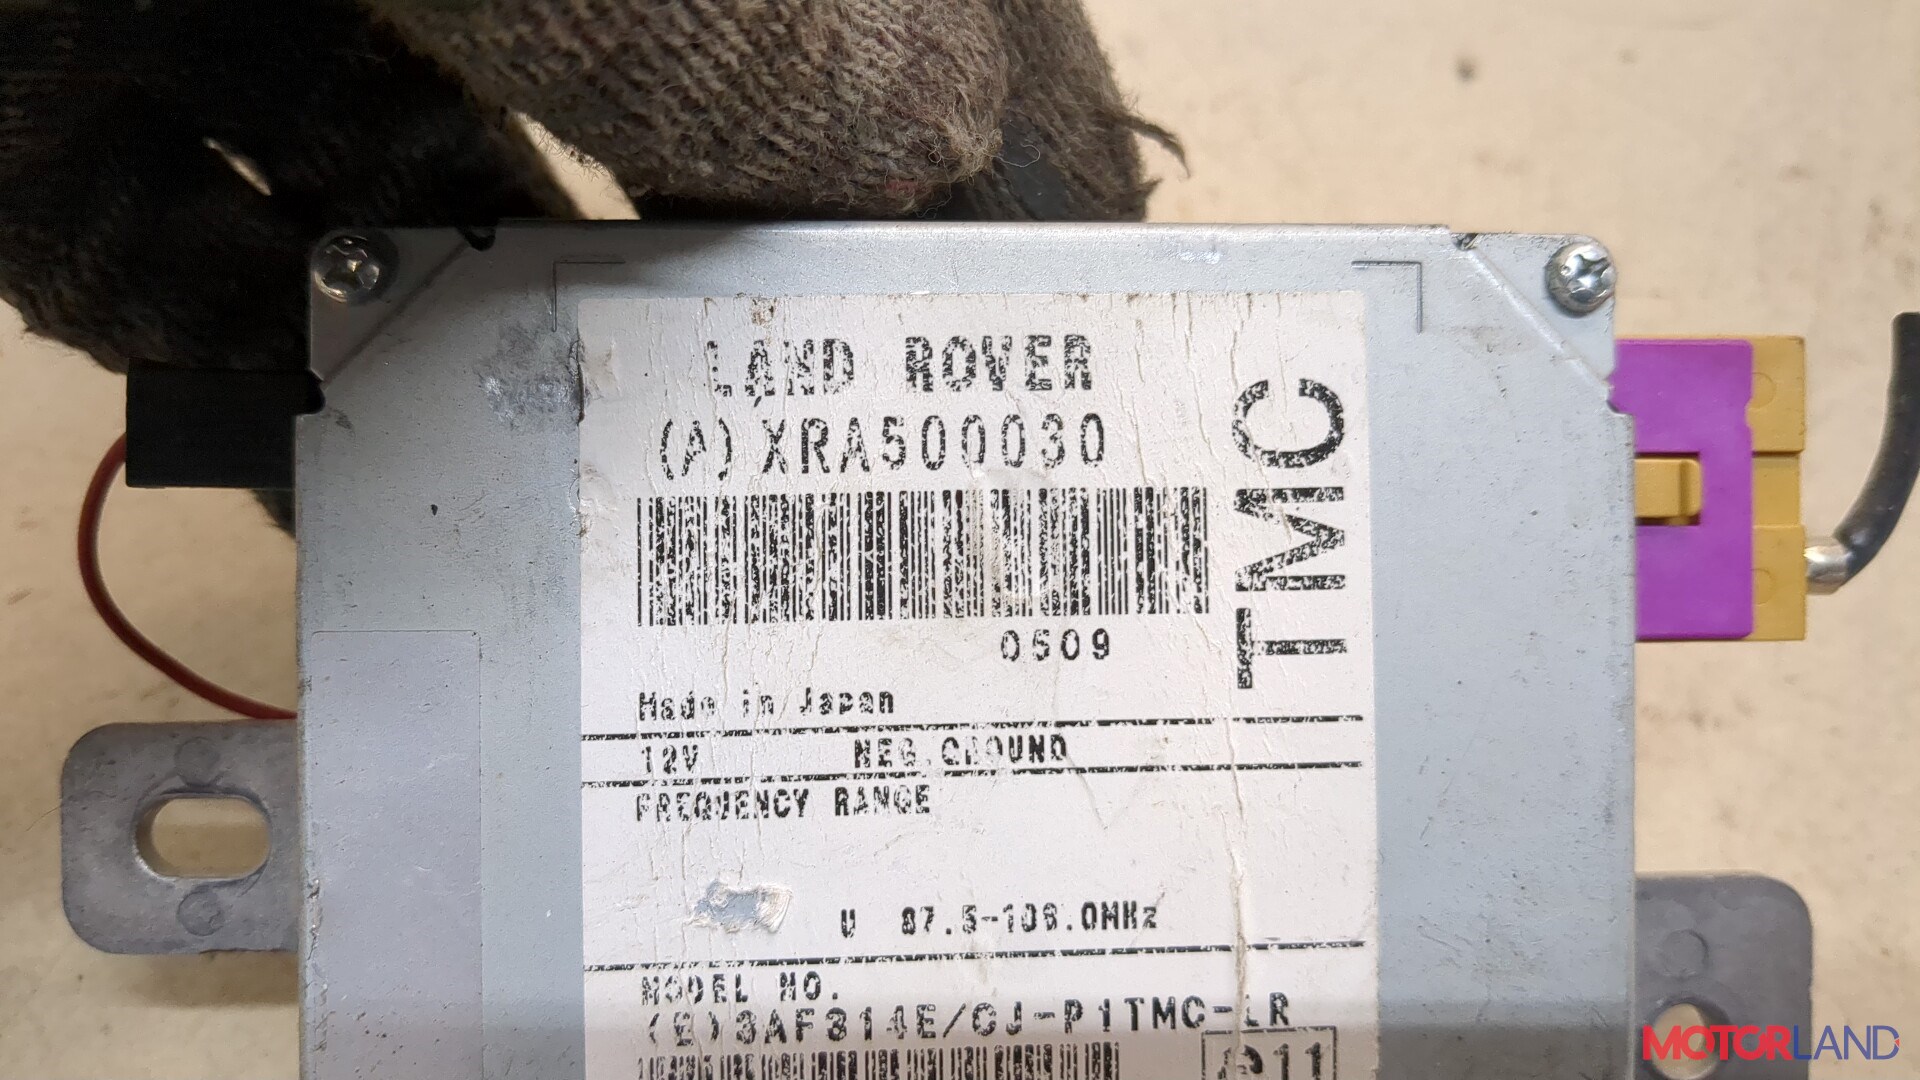 LAND ROVER
(A) XRA500030
TMC
0509
Made in Japan
12V NEG.GROUND
FREQUENCY RANGE
U 87.5-108.0MHz
MODEL NO.
(E)3AF314E/CJ-P1TMC-LR
MOTORLAND